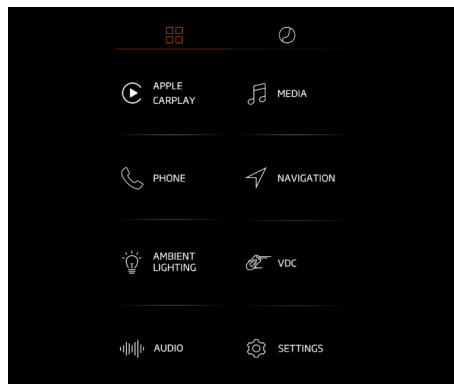 APPLE
CARPLAY
MEDIA
PHONE
NAVIGATION
AMBIENT
LIGHTING
VDC
AUDIO
SETTINGS